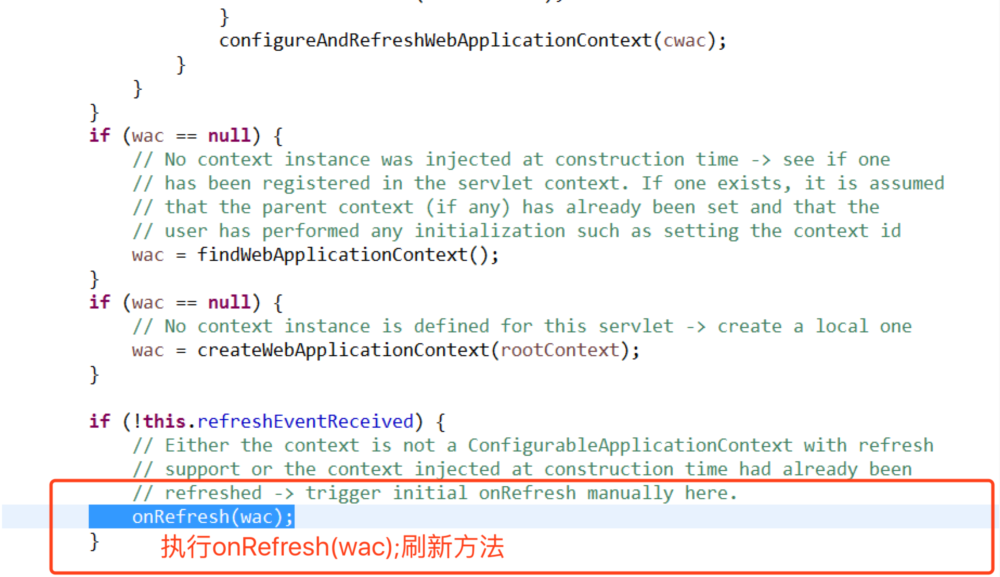 }
configureAndRefreshWebApplicationContext(cwac);
}
}
}
if (wac == null) {
// No context instance was injected at construction time -> see if one
// has been registered in the servlet context. If one exists, it is assumed
// that the parent context (if any) has already been set and that the
// user has performed any initialization such as setting the context id
wac = findWebApplicationContext();
}
if (wac == null) {
// No context instance is defined for this servlet -> create a local one
wac = createWebApplicationContext(rootContext);
}
if (!this.refreshEventReceived) {
// Either the context is not a ConfigurableApplicationContext with refresh
// support or the context injected at construction time had already been
// refreshed -> trigger initial onRefresh manually here.
onRefresh(wac);
}
执行onRefresh(wac);刷新方法